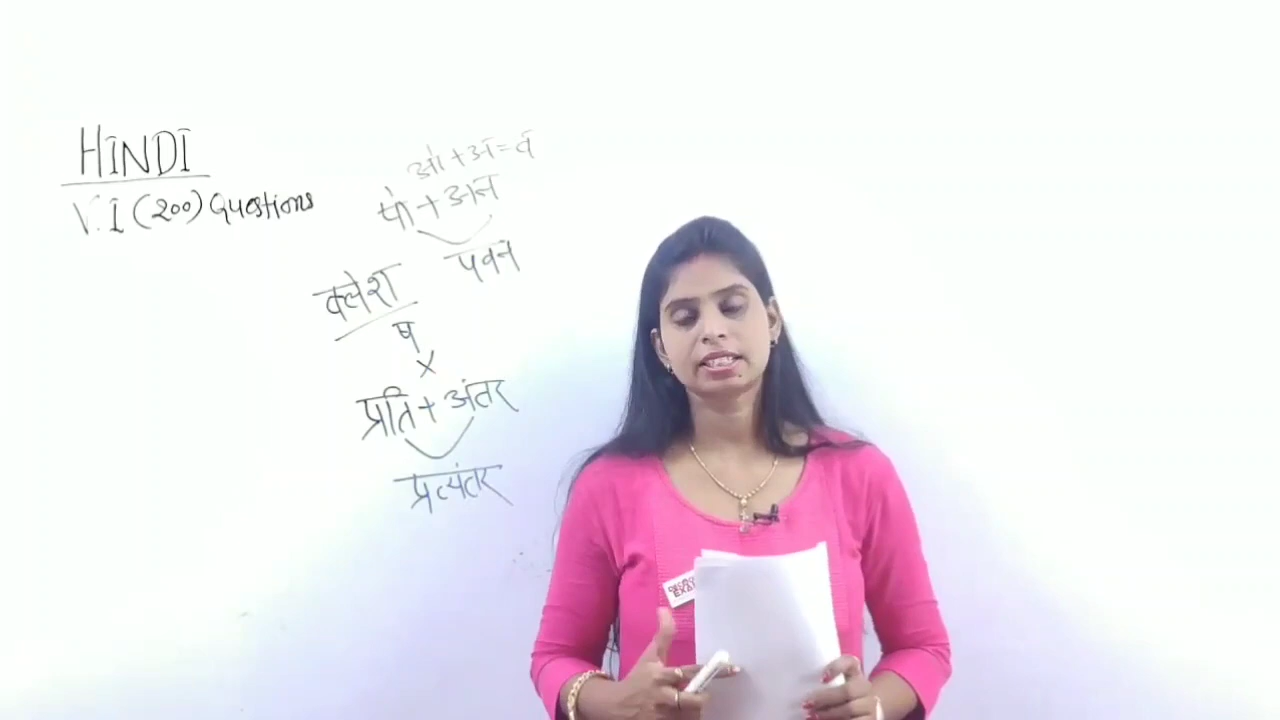 HINDI
V.I (200) Questions
ओ+अ=व
पो+अन
पवन
क्लेश
ष
x
प्रति+अंतर
प्रत्यंतर